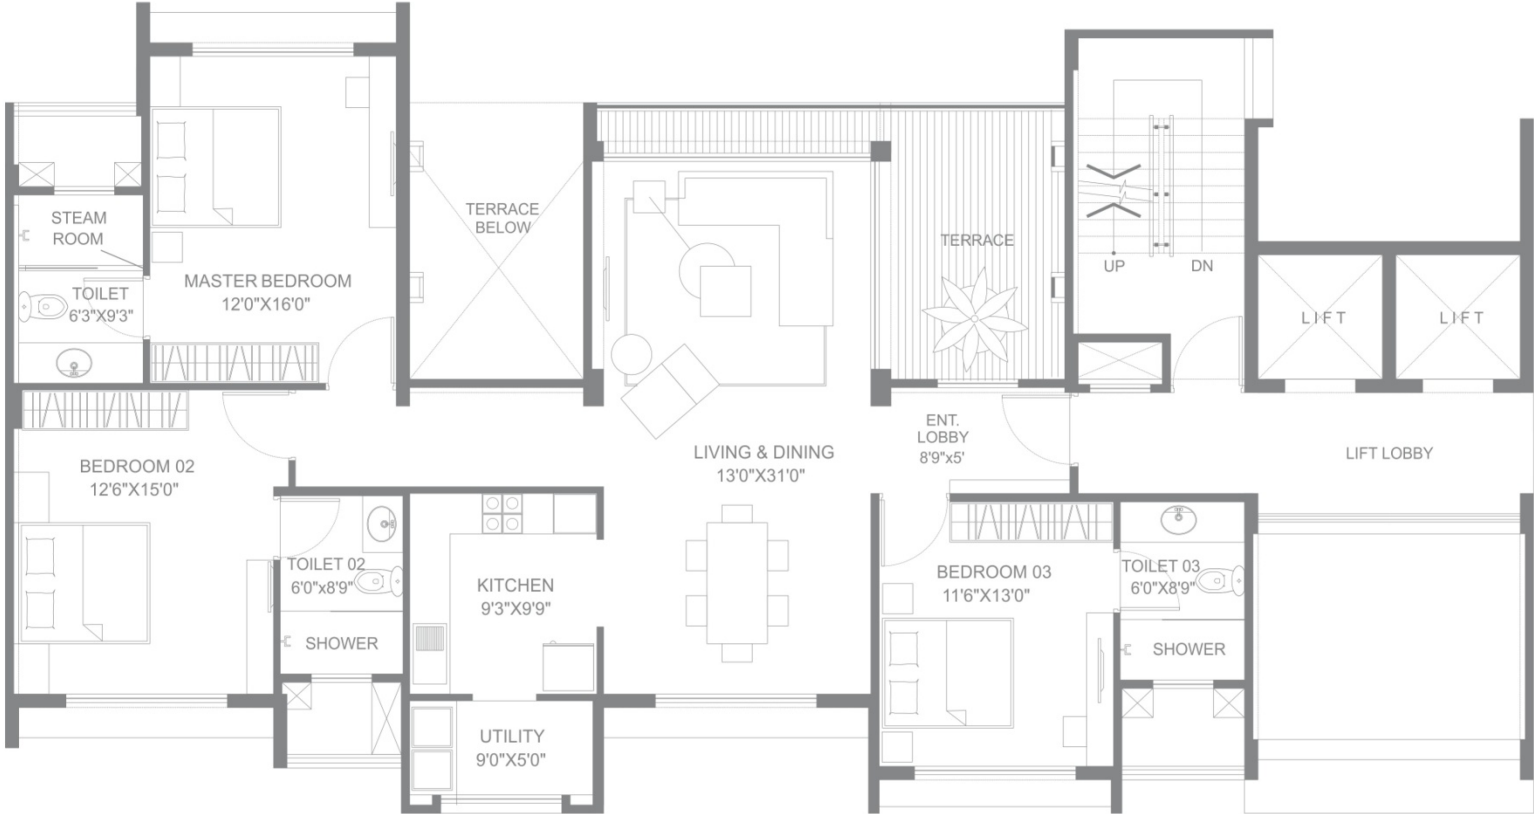 STEAM
ROOM
TOILET
6'3"X9'3"
MASTER BEDROOM
12'0"X16'0"
TERRACE
BELOW
TERRACE
UP
DN
LIFT
LIFT
BEDROOM 02
12'6"X15'0"
LIVING & DINING
13'0"X31'0"
ENT.
LOBBY
8'9"x5'
LIFT LOBBY
TOILET 02
6'0"x8'9"
SHOWER
KITCHEN
9'3"X9'9"
BEDROOM 03
11'6"X13'0"
TOILET 03
6'0"X8'9"
SHOWER
UTILITY
9'0"X5'0"